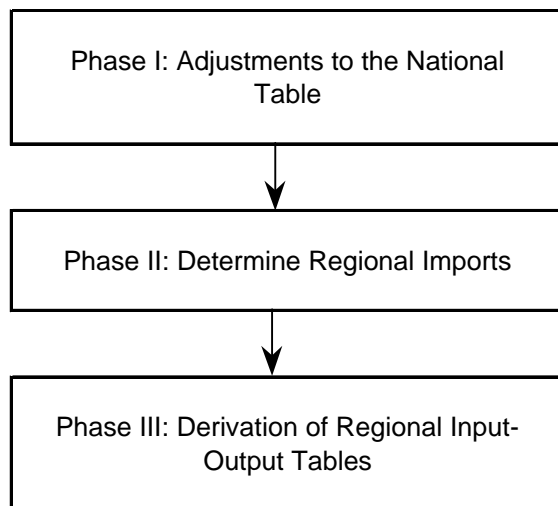 Phase I: Adjustments to the National
Table
Phase II: Determine Regional Imports
Phase III: Derivation of Regional Input-
Output Tables